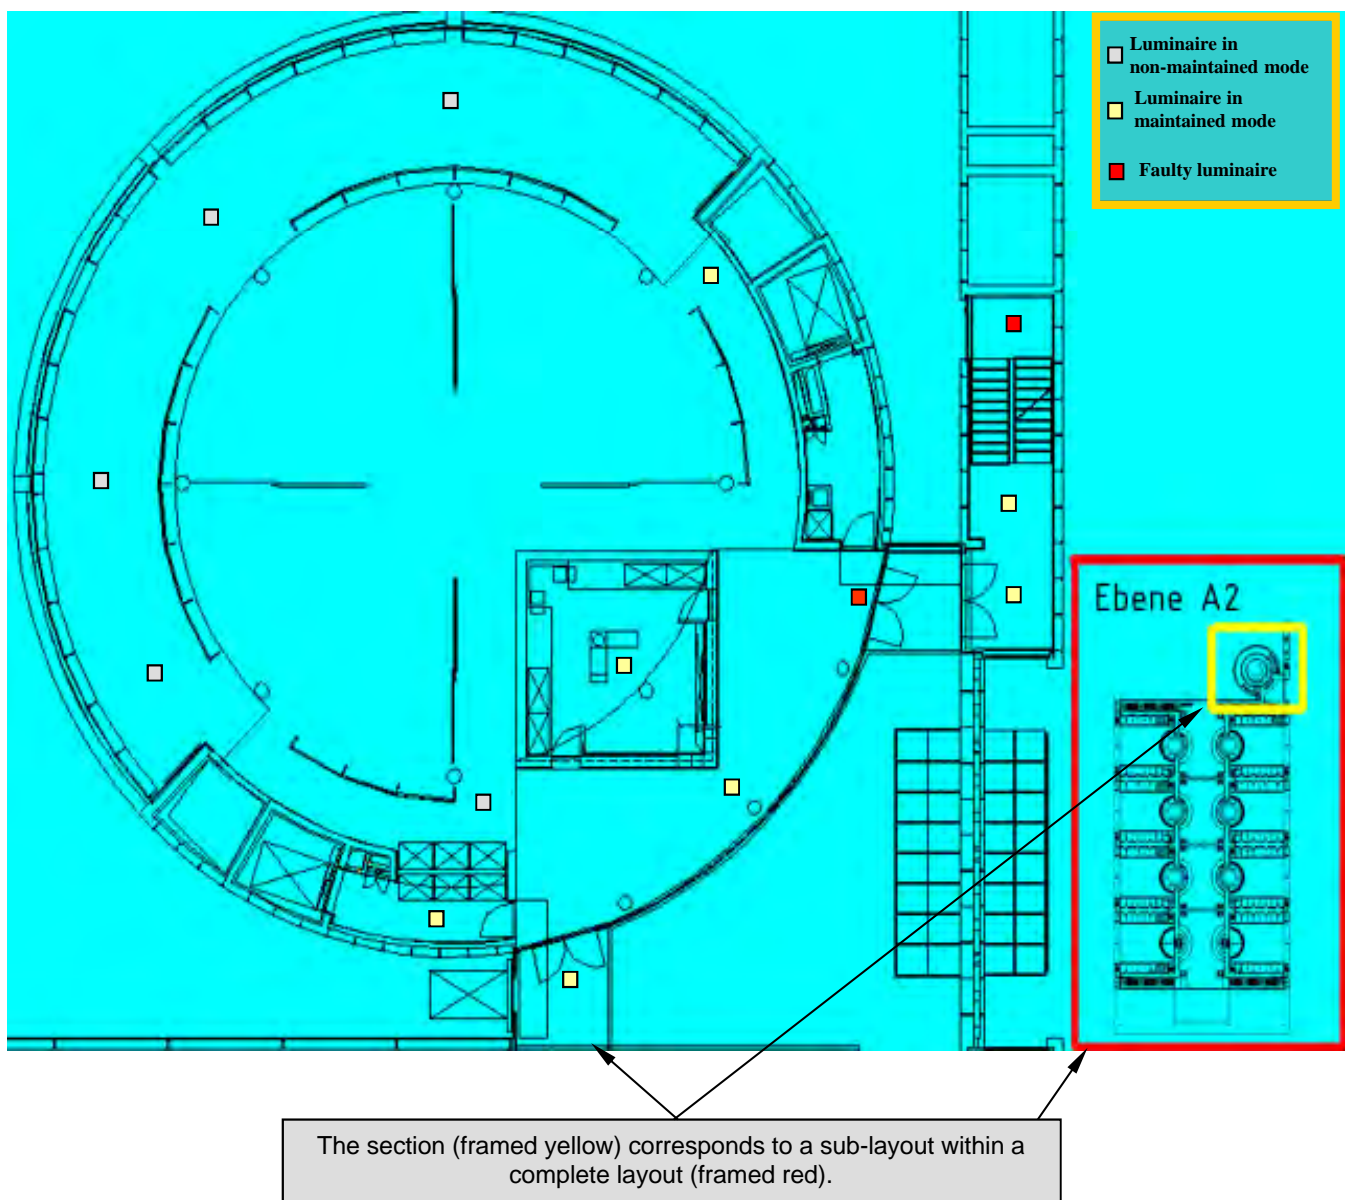 Luminaire in
non-maintained mode
Luminaire in
maintained mode
Faulty luminaire
Ebene A2
The section (framed yellow) corresponds to a sub-layout within a
complete layout (framed red).